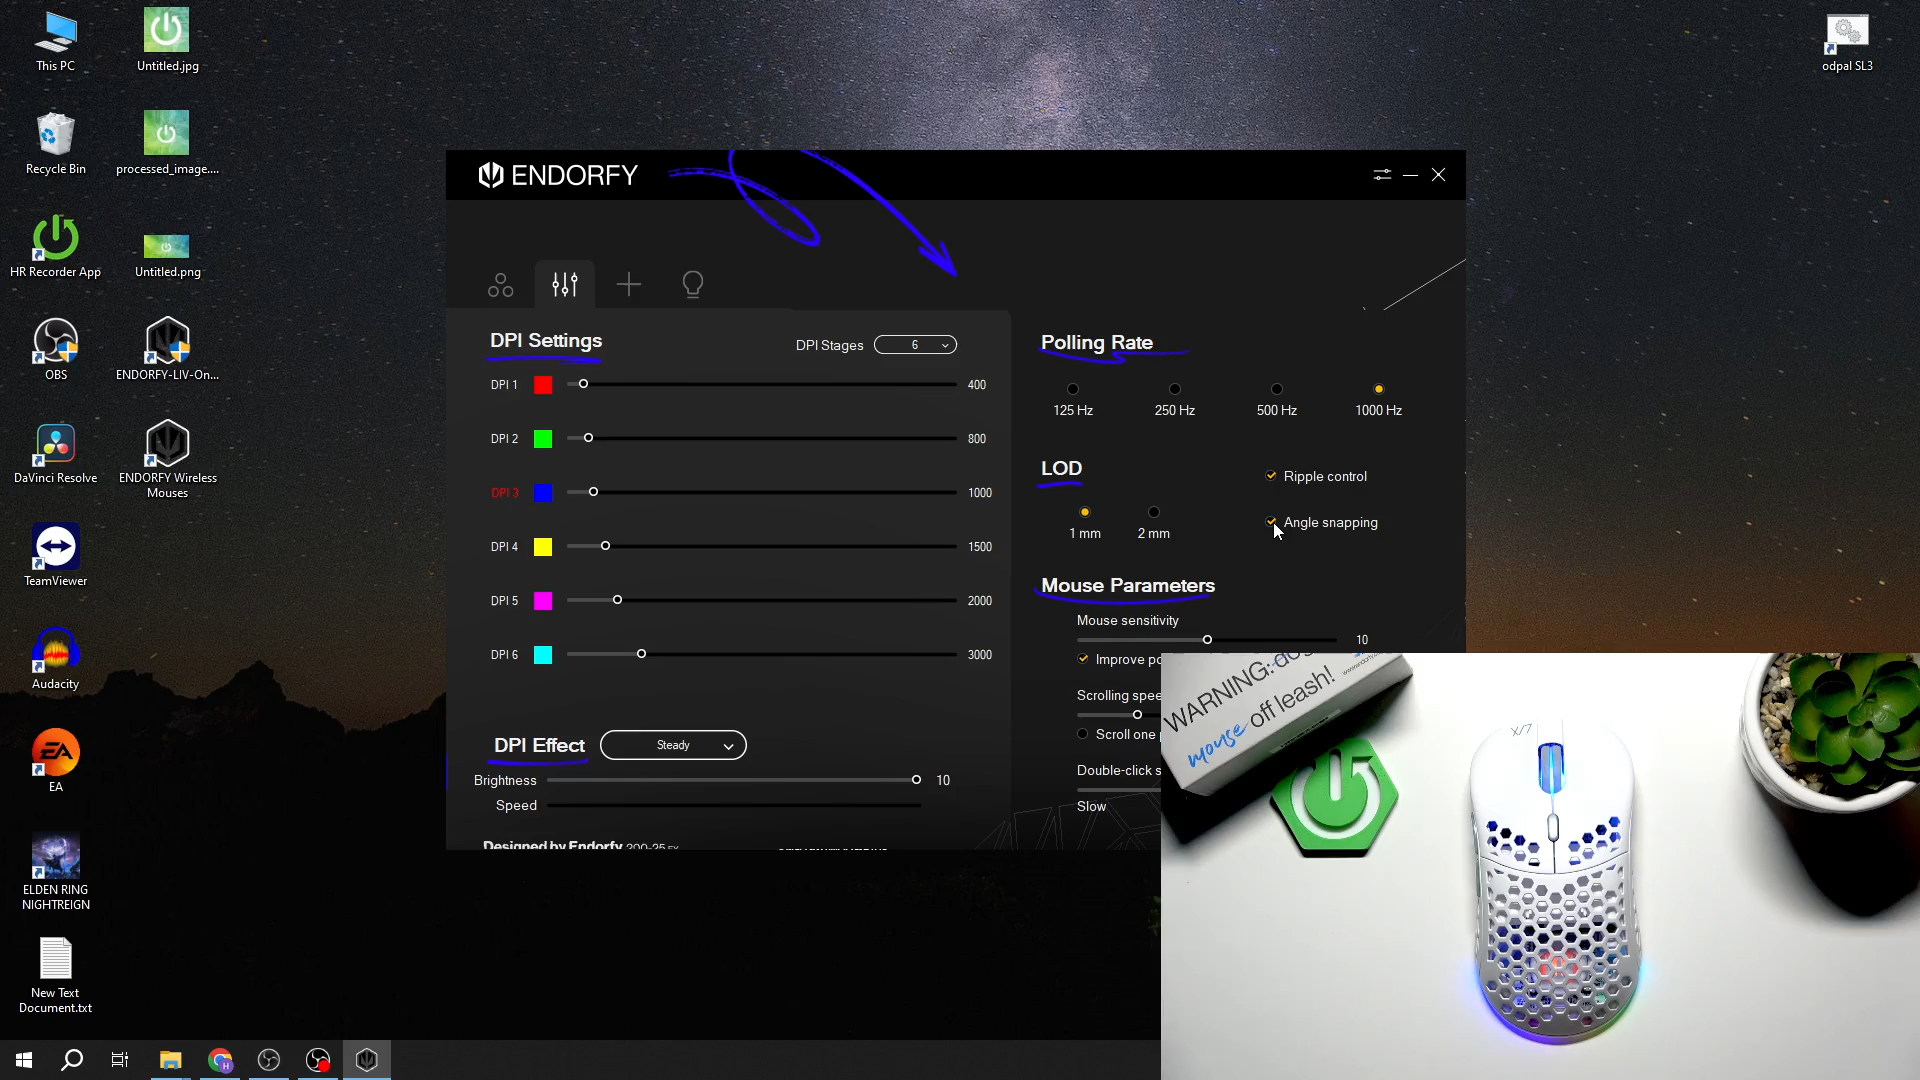 This PC
Untitled.jpg
odpal SL3
Recycle Bin
processed_image....
HR Recorder App
Untitled.png
OBS
ENDORFY-LIV-On...
DaVinci Resolve
ENDORFY Wireless
Mouses
TeamViewer
Audacity
EA
ELDEN RING
NIGHTREIGN
New Text
Document.txt
ENDORFY
DPI Settings
DPI Stages
6
DPI 1
400
DPI 2
800
DPI 3
1000
DPI 4
1500
DPI 5
2000
DPI 6
3000
DPI Effect
Steady
Brightness
10
Speed
Designed by Endorfy
Polling Rate
125 Hz
250 Hz
500 Hz
1000 Hz
LOD
Ripple control
1 mm
2 mm
Angle snapping
Mouse Parameters
Mouse sensitivity
10
Improve po
Scrolling spee
Scroll one
Double-click s
Slow
WARNING: do
mouse off leash!
X/7